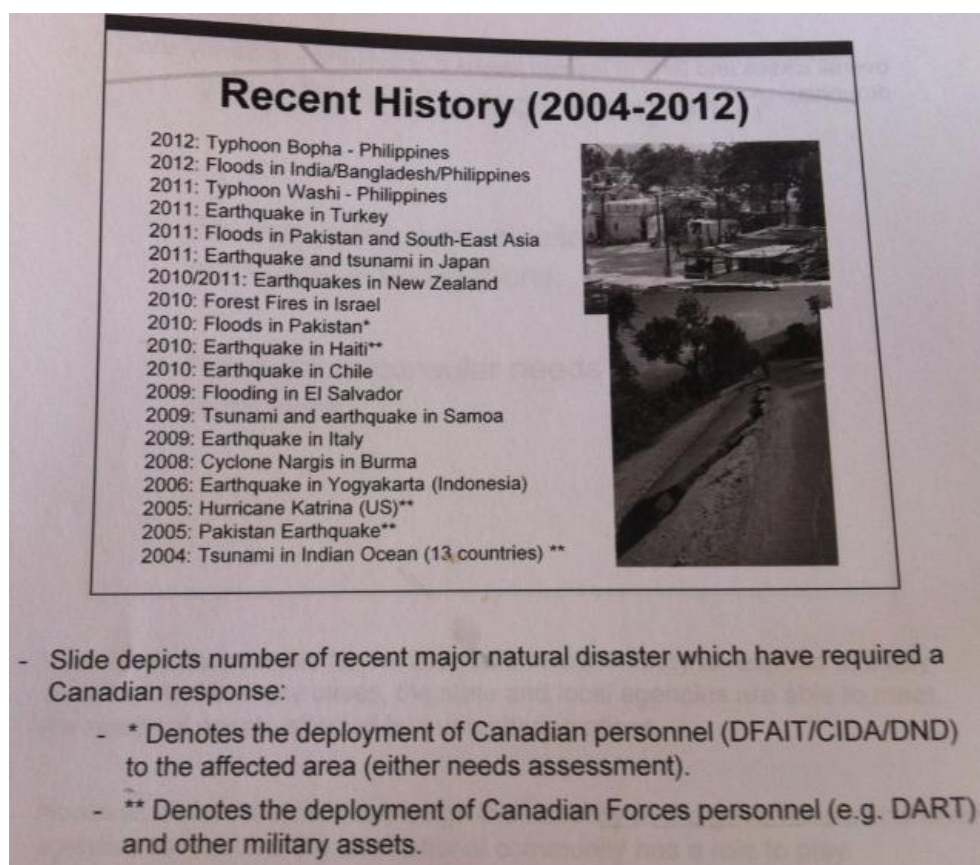 Recent History (2004-2012)
2012: Typhoon Bopha - Philippines
2012: Floods in India/Bangladesh/Philippines
2011: Typhoon Washi - Philippines
2011: Earthquake in Turkey
2011: Floods in Pakistan and South-East Asia
2011: Earthquake and tsunami in Japan
2010/2011: Earthquakes in New Zealand
2010: Forest Fires in Israel
2010: Floods in Pakistan*
2010: Earthquake in Haiti**
2010: Earthquake in Chile
2009: Flooding in El Salvador
2009: Tsunami and earthquake in Samoa
2009: Earthquake in Italy
2008: Cyclone Nargis in Burma
2006: Earthquake in Yogyakarta (Indonesia)
2005: Hurricane Katrina (US)**
2005: Pakistan Earthquake**
2004: Tsunami in Indian Ocean (13 countries) **
- Slide depicts number of recent major natural disaster which have required a
Canadian response:
- * Denotes the deployment of Canadian personnel (DFAIT/CIDA/DND)
to the affected area (either needs assessment).
- ** Denotes the deployment of Canadian Forces personnel (e.g. DART)
and other military assets.